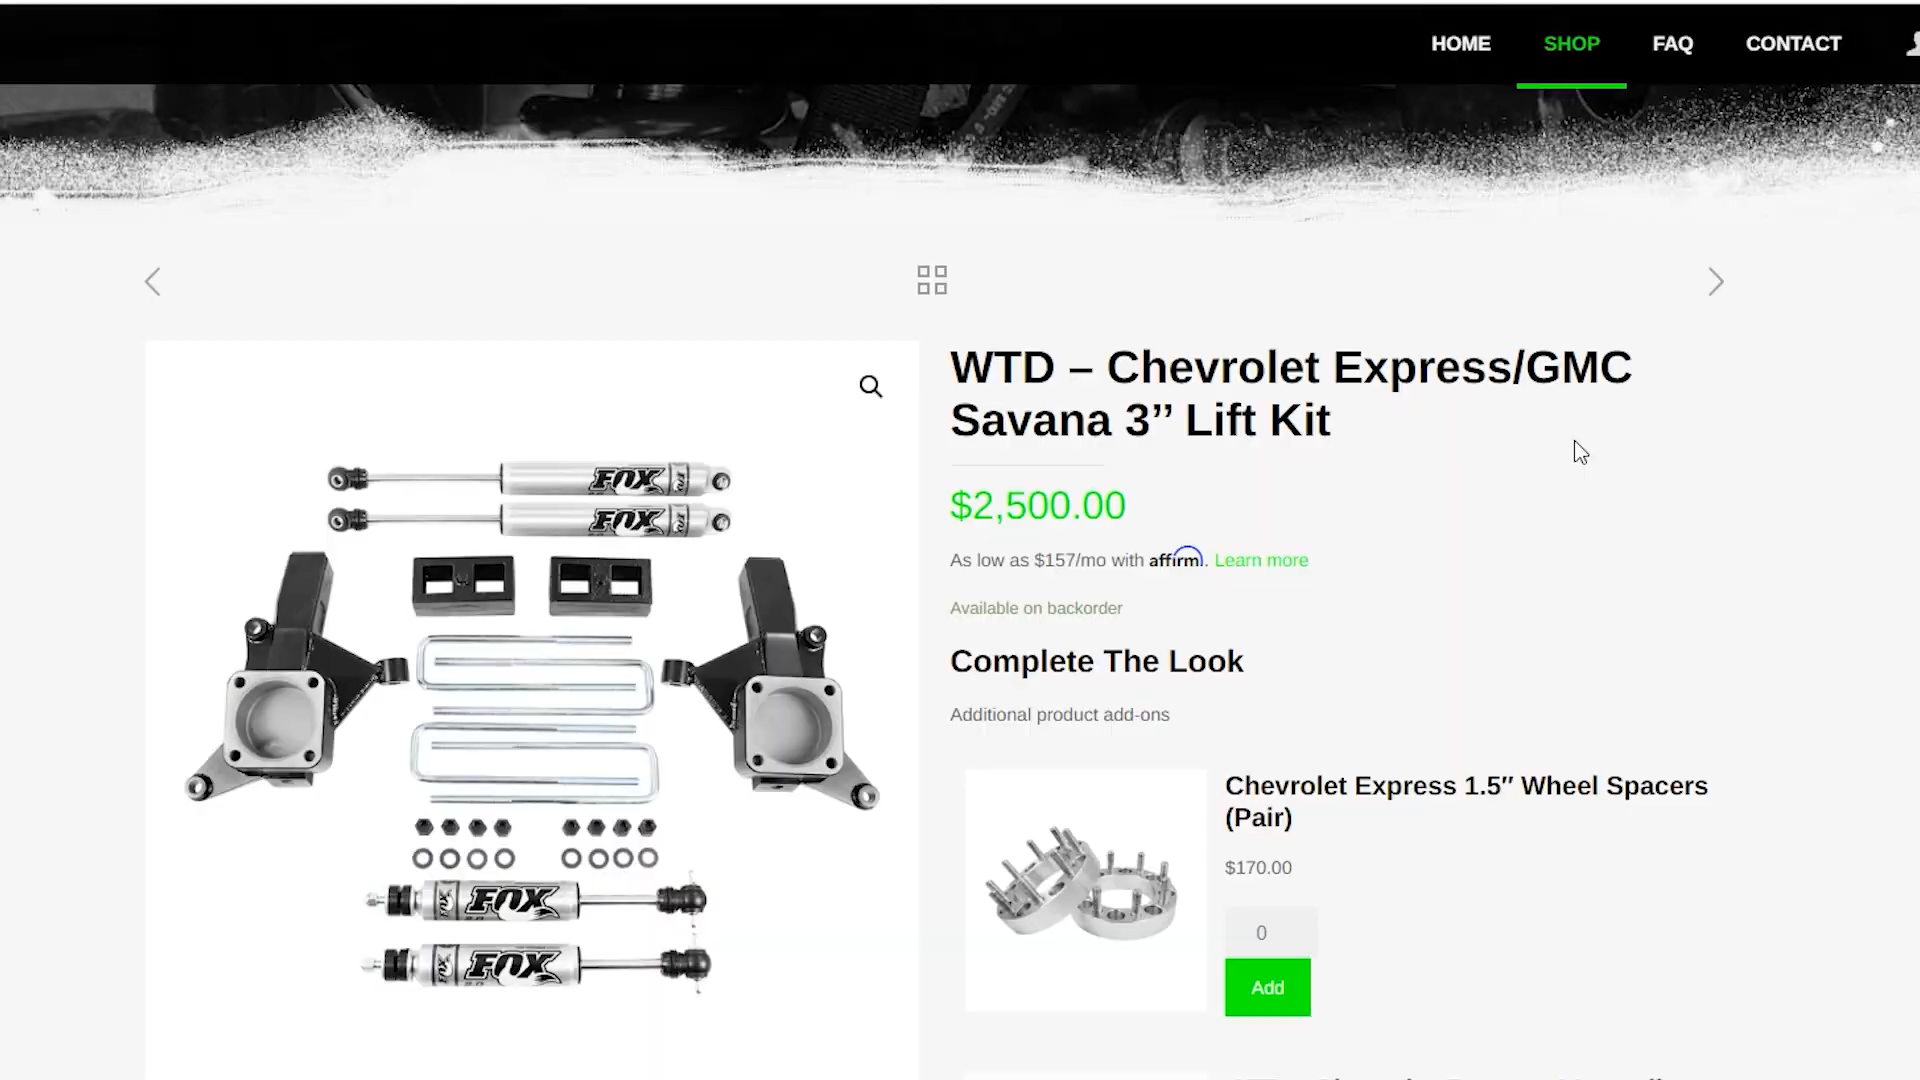 HOME SHOP FAQ CONTACT
WTD – Chevrolet Express/GMC
Savana 3’’ Lift Kit
$2,500.00
As low as $157/mo with affirm. Learn more
Available on backorder
Complete The Look
Additional product add-ons
Chevrolet Express 1.5″ Wheel Spacers
(Pair)
$170.00
0
Add
FOX
FOX
FOX
FOX